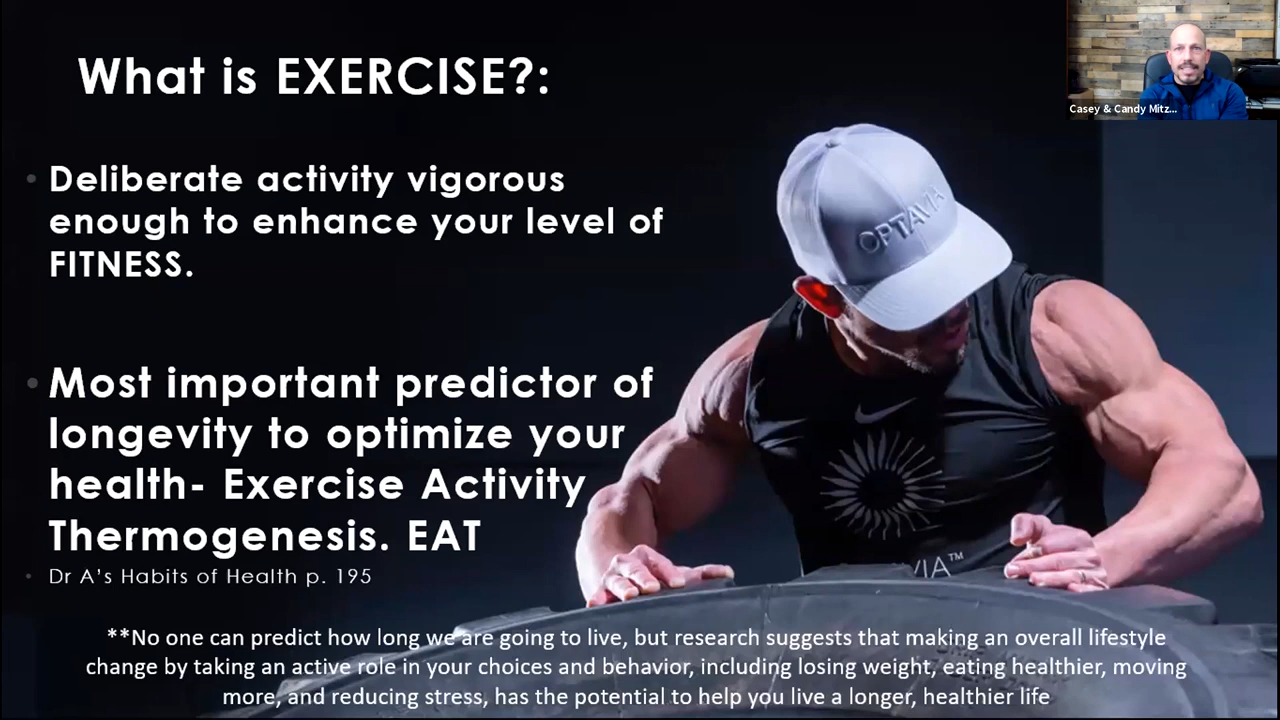 What is EXERCISE?:
Casey & Candy Mitz...
• Deliberate activity vigorous
enough to enhance your level of
FITNESS.
OPTAVIA
• Most important predictor of
longevity to optimize your
health- Exercise Activity
Thermogenesis. EAT
VIA™
• Dr A's Habits of Health p. 195
**No one can predict how long we are going to live, but research suggests that making an overall lifestyle
change by taking an active role in your choices and behavior, including losing weight, eating healthier, moving
more, and reducing stress, has the potential to help you live a longer, healthier life